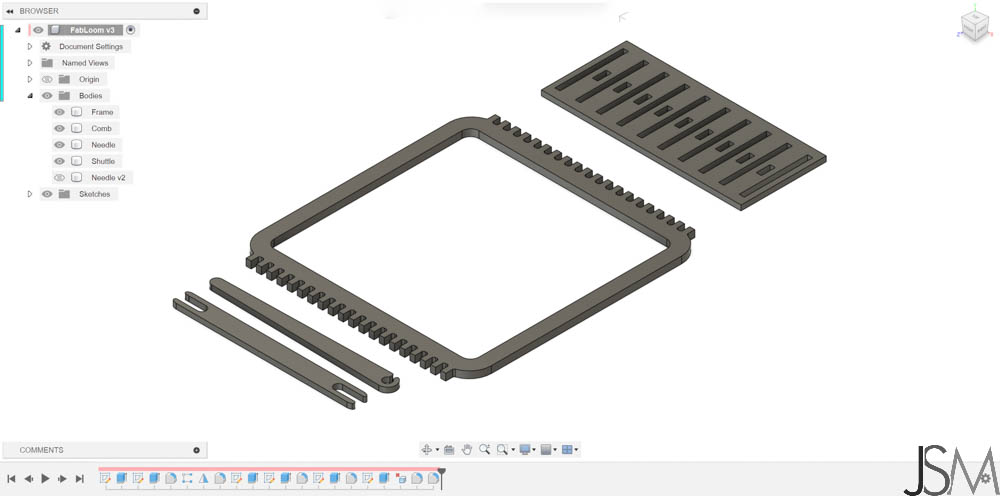 BROWSER
FabLoom v3
Document Settings
Named Views
Origin
Bodies
Frame
Comb
Needle
Shuttle
Needle v2
Sketches
COMMENTS
JSM